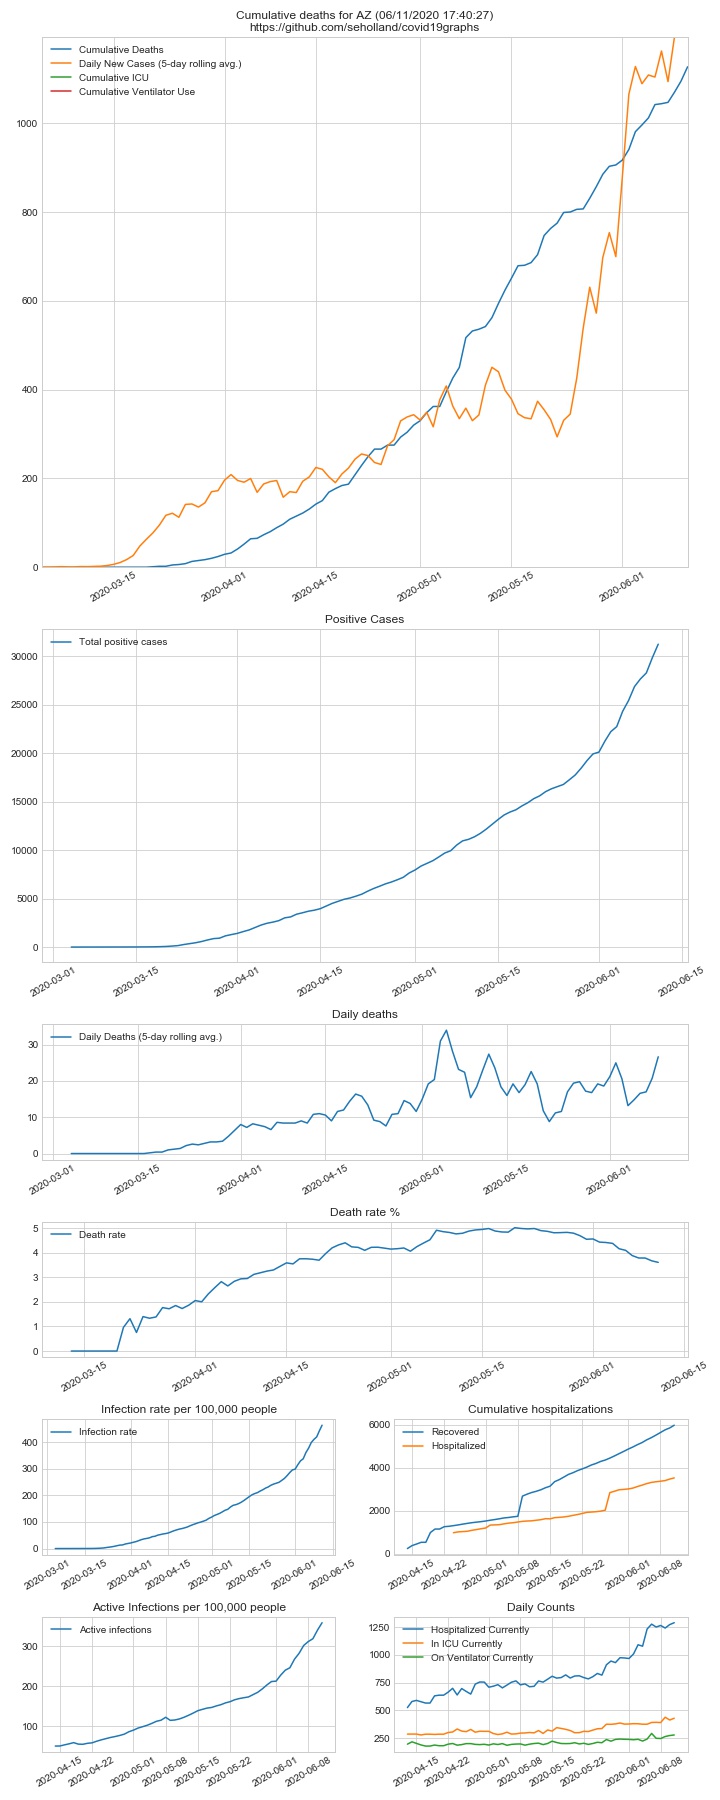 Cumulative deaths for AZ (06/11/2020 17:40:27)
https://github.com/seholland/covid19graphs
Cumulative Deaths
Daily New Cases (5-day rolling avg.)
Cumulative ICU
Cumulative Ventilator Use
1000
800
600
400
200
0
2020-03-15 2020-04-01 2020-04-15 2020-05-01 2020-05-15 2020-06-01
Positive Cases
Total positive cases
30000
25000
20000
15000
10000
5000
0
2020-03-01 2020-03-15 2020-04-01 2020-04-15 2020-05-01 2020-05-15 2020-06-01 2020-06-15
Daily deaths
Daily Deaths (5-day rolling avg.)
30
20
10
0
2020-03-01 2020-03-15 2020-04-01 2020-04-15 2020-05-01 2020-05-15 2020-06-01
Death rate %
Death rate
5
4
3
2
1
0
2020-03-15 2020-04-01 2020-04-15 2020-05-01 2020-05-15 2020-06-01 2020-06-15
Infection rate per 100,000 people
Infection rate
400
300
200
100
0
2020-03-01 2020-03-15 2020-04-01 2020-04-15 2020-05-01 2020-05-15 2020-06-01 2020-06-15
Cumulative hospitalizations
Recovered
Hospitalized
6000
4000
2000
0
2020-04-15 2020-04-22 2020-05-01 2020-05-08 2020-05-15 2020-05-22 2020-06-01 2020-06-08
Active Infections per 100,000 people
Active infections
300
200
100
2020-04-15 2020-04-22 2020-05-01 2020-05-08 2020-05-15 2020-05-22 2020-06-01 2020-06-08
Daily Counts
Hospitalized Currently
In ICU Currently
On Ventilator Currently
1250
1000
750
500
250
2020-04-15 2020-04-22 2020-05-01 2020-05-08 2020-05-15 2020-05-22 2020-06-01 2020-06-08